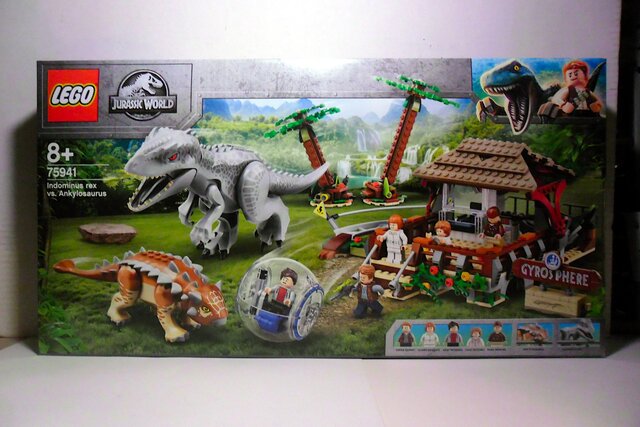 LEGO
JURASSIC WORLD
8+
75941
Indominus rex
vs. Ankylosaurus
GYROSPHERE